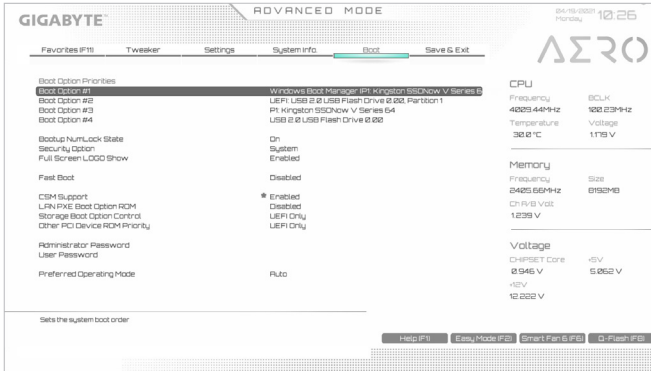 GIGABYTE™
ADVANCED MODE
04/19/2021 Monday 10:26
Favorites (F11) Tweaker Settings System Info. Boot Save & Exit
AERO
Boot Option Priorities
Boot Option #1 Windows Boot Manager (P1: Kingston SSDNow V Series 6
Boot Option #2 UEFI: USB 2.0 USB Flash Drive 0.00, Partition 1
Boot Option #3 P1: Kingston SSDNow V Series 64
Boot Option #4 USB 2.0 USB Flash Drive 0.00
Bootup NumLock State On
Security Option System
Full Screen LOGO Show Enabled
Fast Boot Disabled
CSM Support * Enabled
LAN PXE Boot Option ROM Disabled
Storage Boot Option Control UEFI Only
Other PCI Device ROM Priority UEFI Only
Administrator Password
User Password
Preferred Operating Mode Auto
CPU
Frequency BCLK
4009.44MHz 100.23MHz
Temperature Voltage
30.0 °C 1.179 V
Memory
Frequency Size
2405.66MHz 8192MB
Ch A/B Volt
1.239 V
Voltage
CHIPSET Core +5V
0.946 V 5.062 V
+12V
12.222 V
Sets the system boot order
Help (F1) Easy Mode (F2) Smart Fan 6 (F6) Q-Flash (F8)